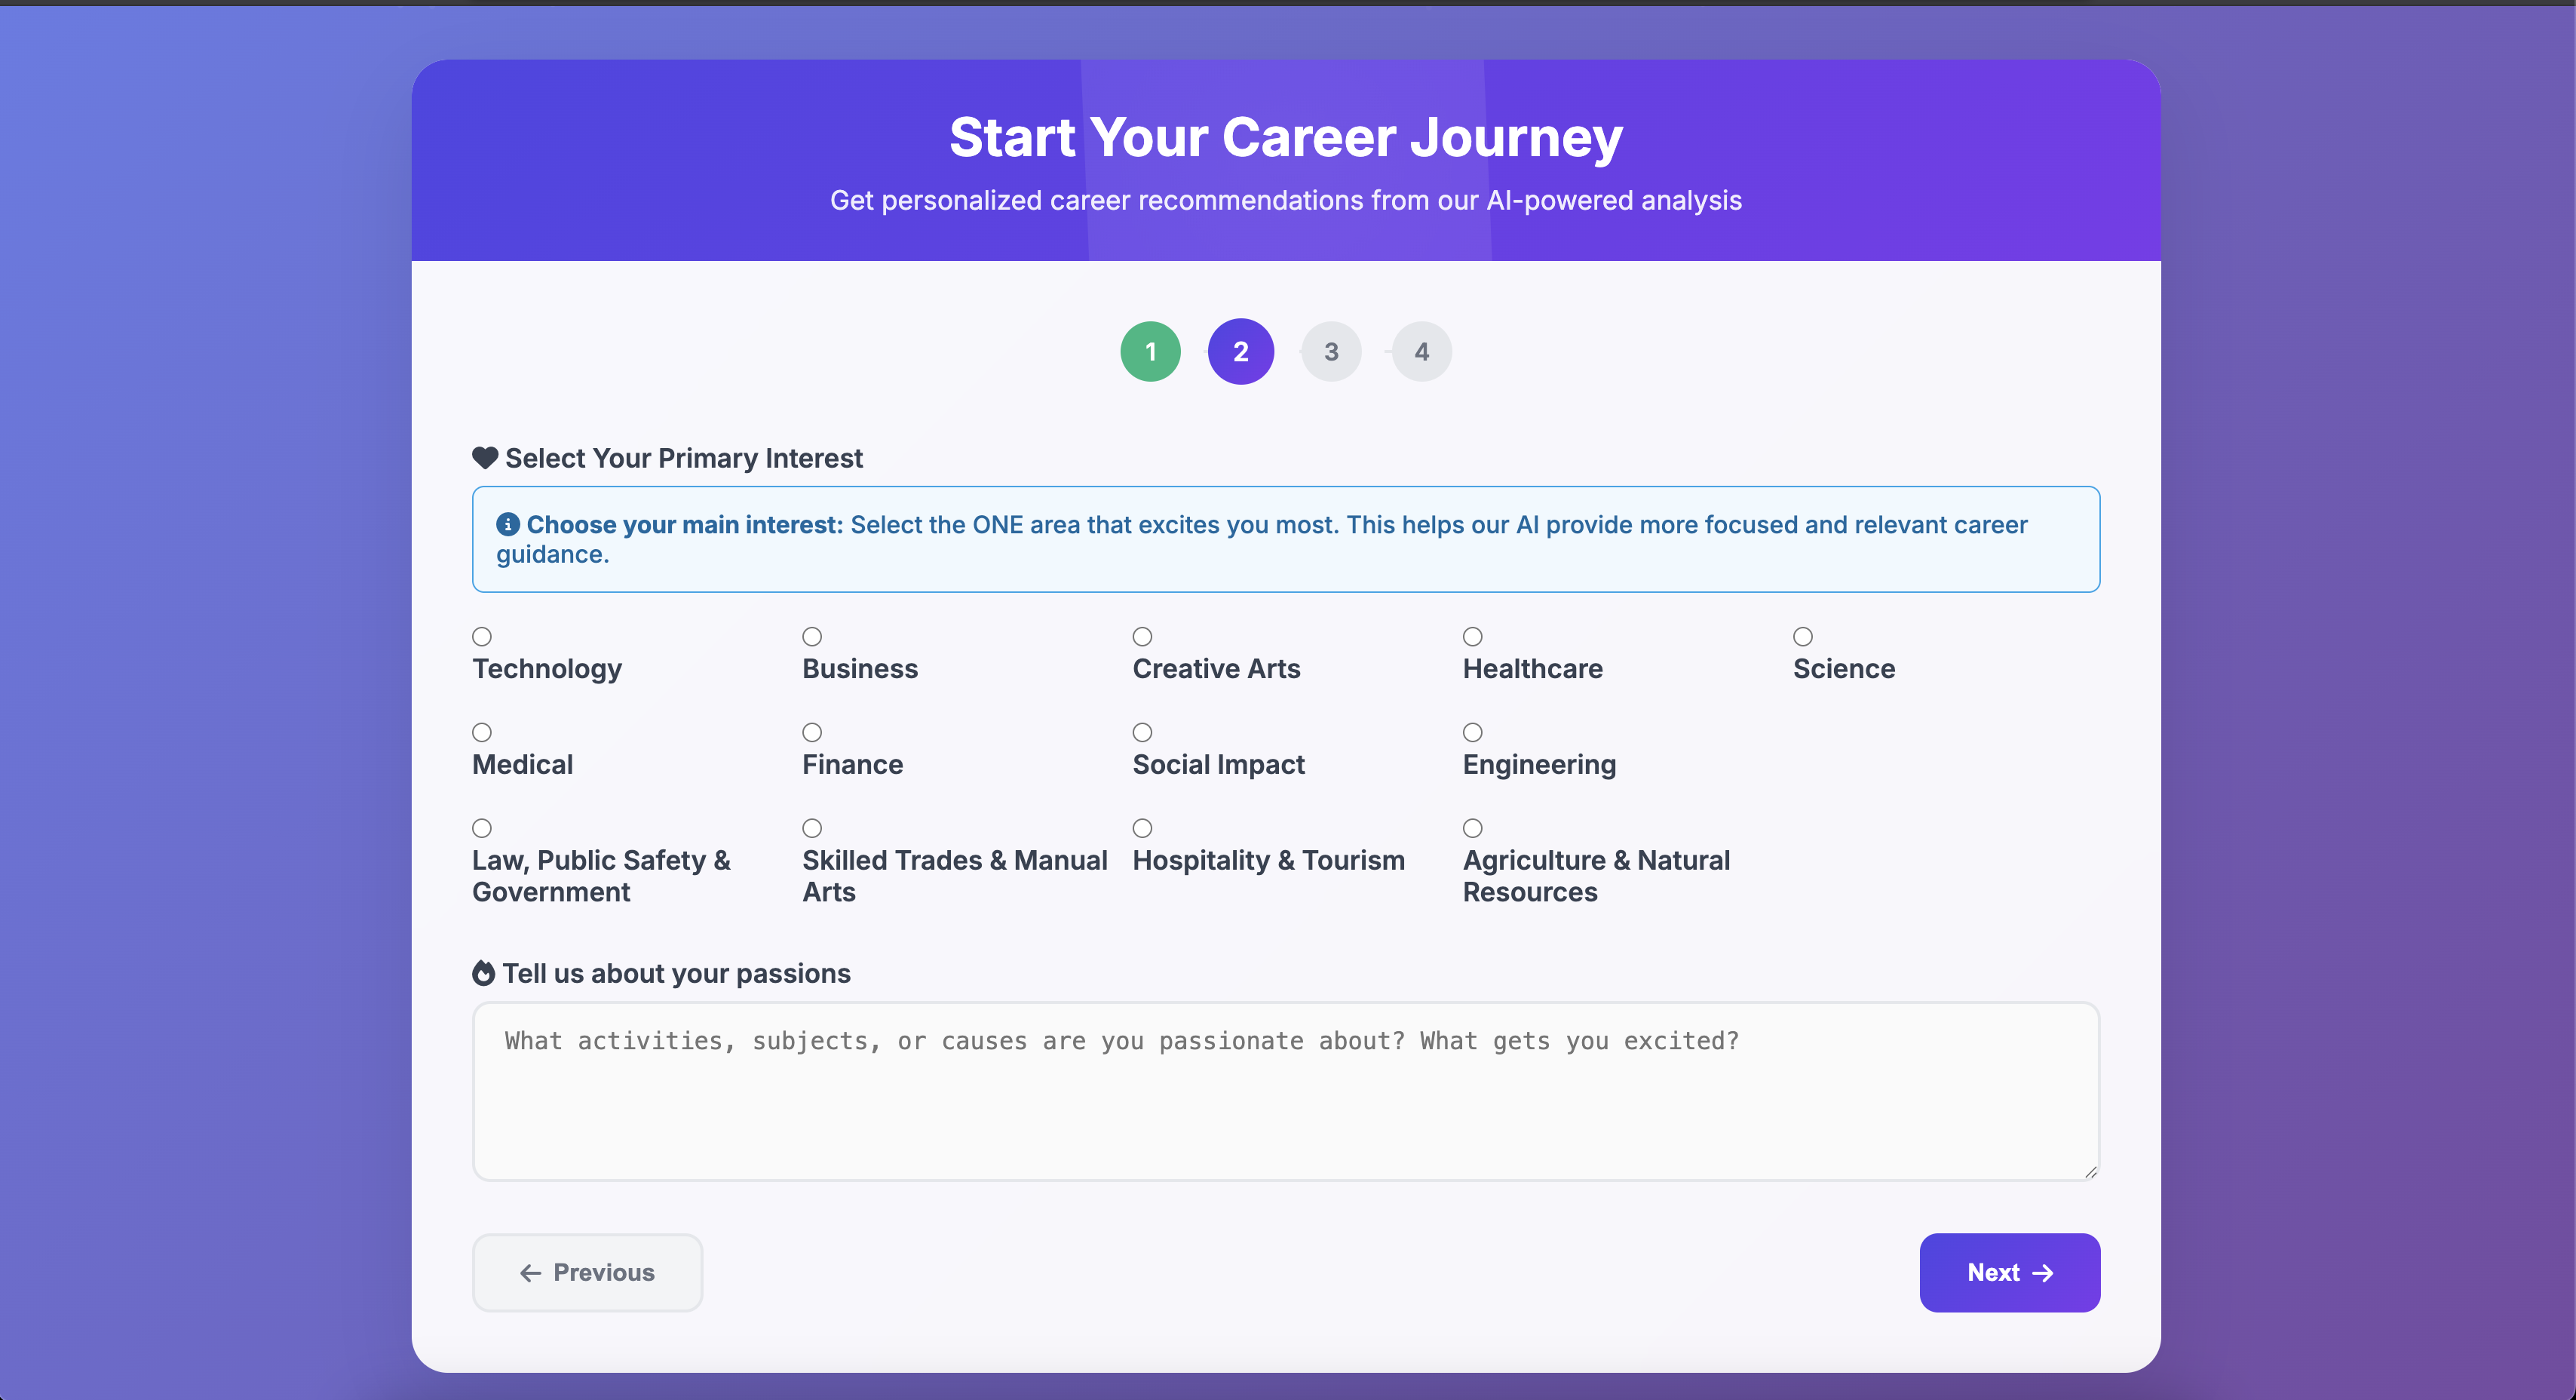 Start Your Career Journey
Get personalized career recommendations from our AI-powered analysis
1
2
3
4
Select Your Primary Interest
Choose your main interest: Select the ONE area that excites you most. This helps our AI provide more focused and relevant career
guidance.
Technology
Business
Creative Arts
Healthcare
Science
Medical
Finance
Social Impact
Engineering
Law, Public Safety &
Government
Skilled Trades & Manual
Arts
Hospitality & Tourism
Agriculture & Natural
Resources
Tell us about your passions
What activities, subjects, or causes are you passionate about? What gets you excited?
Previous
Next